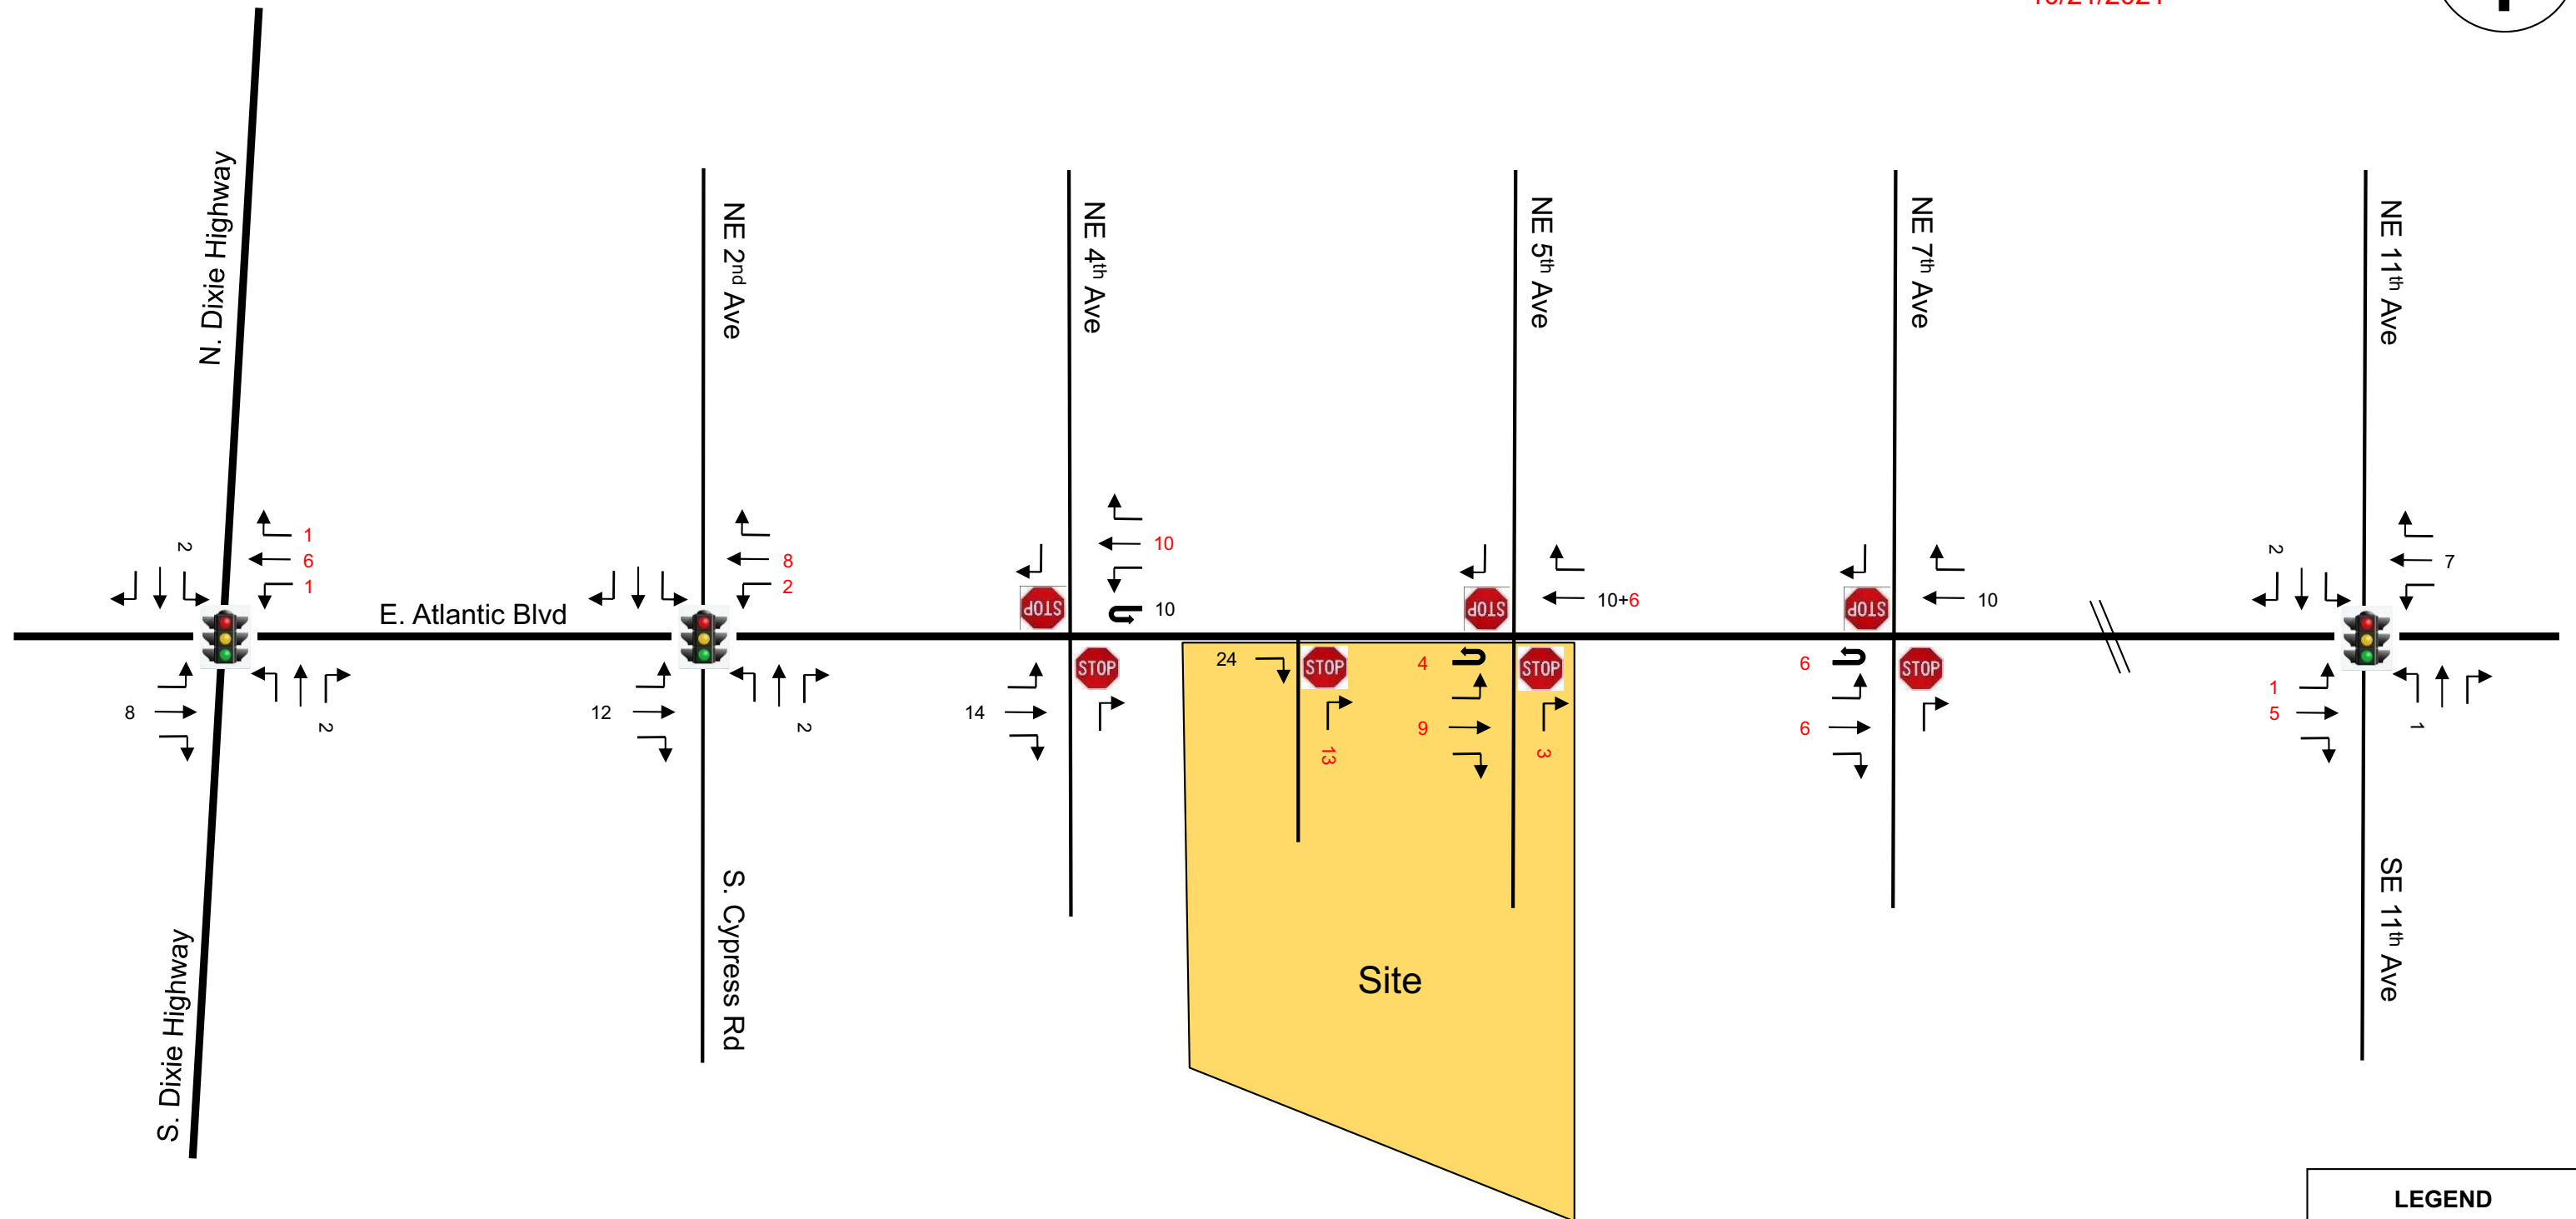 N. Dixie Highway
NE 2nd Ave
NE 4th Ave
NE 5th Ave
NE 7th Ave
NE 11th Ave
2
1
6
1
8
2
10
10
10+6
10
2
7
E. Atlantic Blvd
STOP
STOP
STOP
8
2
12
2
14
STOP
24
STOP
13
4
9
STOP
3
6
6
STOP
1
5
1
S. Dixie Highway
S. Cypress Rd
Site
SE 11th Ave
LEGEND